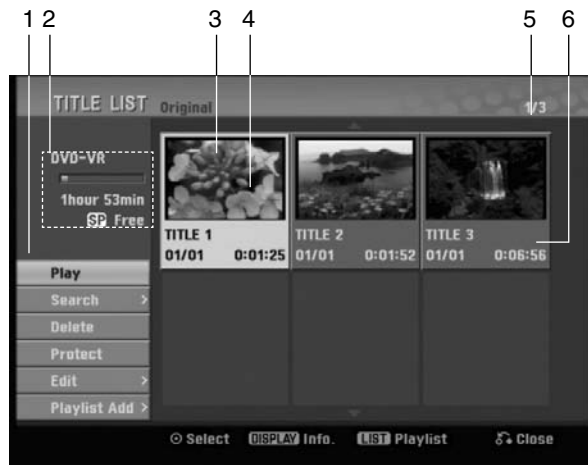 1 2 3 4 5 6
TITLE LIST Original 1/3
DVD-VR
1hour 53min
SP Free
TITLE 1
01/01 0:01:25
TITLE 2
01/01 0:01:52
TITLE 3
01/01 0:06:56
Play
Search >
Delete
Protect
Edit >
Playlist Add >
Select DISPLAY Info. LIST Playlist Close